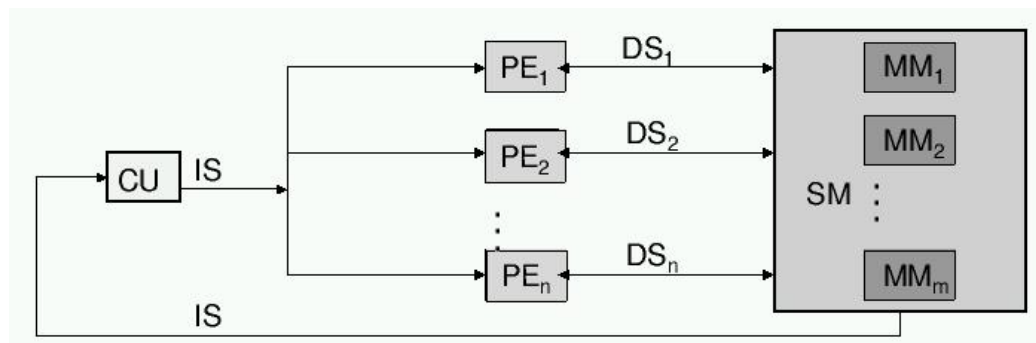 PE₁ DS₁ MM₁
PE₂ DS₂ MM₂
CU IS
SM
PEₙ DSₙ MMₘ
IS